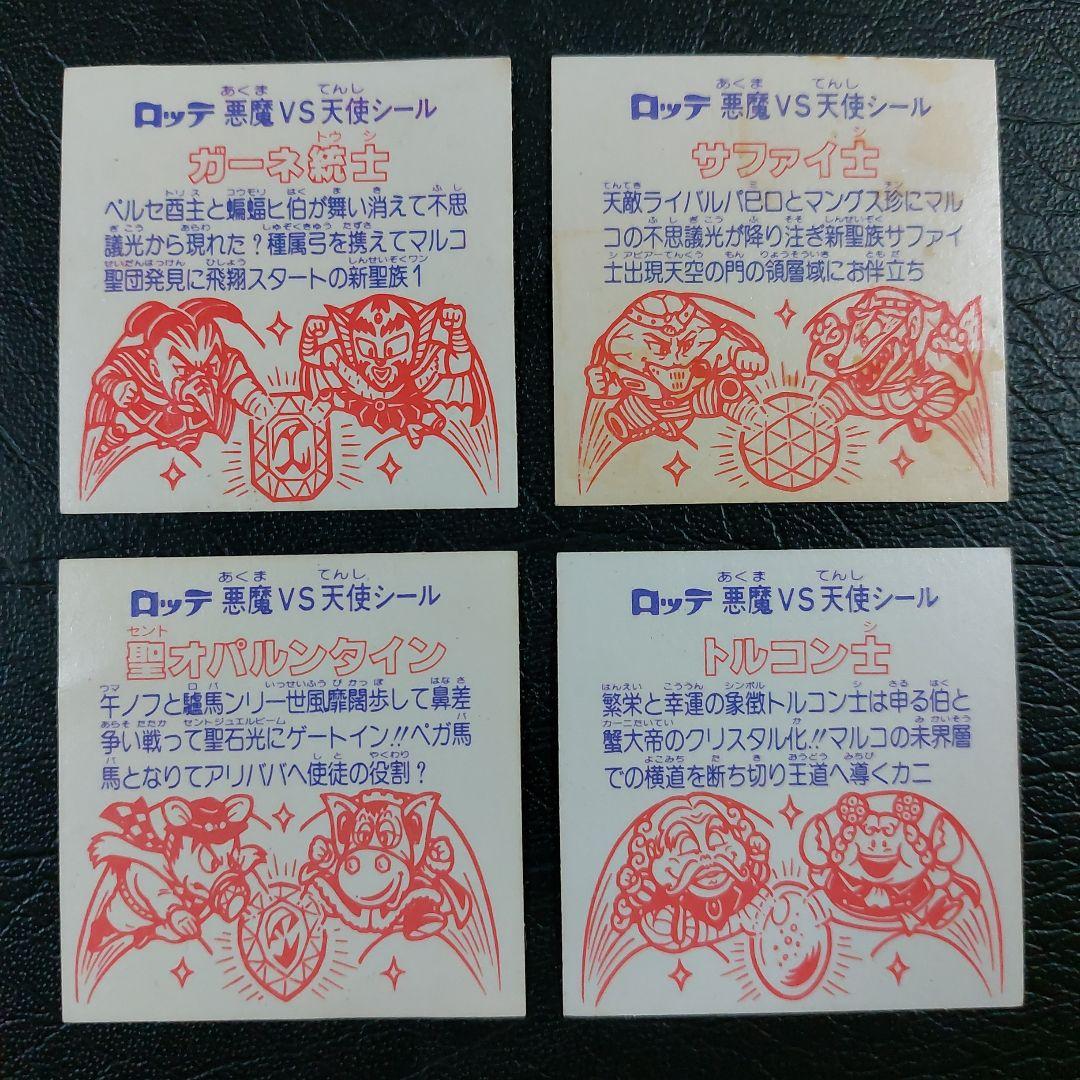 ロッテ 悪魔VS天使シール
ガーネ統士
ペルセ酉主と蝙蝠ヒ伯が舞い消えて不思
議光から現れた?種属弓を携えてマルコ
聖団発見に飛翔スタートの新聖族1
ロッテ 悪魔VS天使シール
サファイ士
天敵ライバルパ巳ロとマングス珍にマル
コの不思議光が降り注ぎ新聖族サファイ
士出現天空の門の領層域にお伴立ち
ロッテ 悪魔VS天使シール
聖オパルンタイン
午ノフと驢馬ンリー世風靡闊歩して鼻差
争い戦って聖石光にゲートイン!!ペガ馬
馬となりてアリババへ使徒の役割?
ロッテ 悪魔VS天使シール
トルコン士
繁栄と幸運の象徴トルコン士は申る伯と
蟹大帝のクリスタル化!!マルコの未界層
での横道を断ち切り王道へ導くカニ